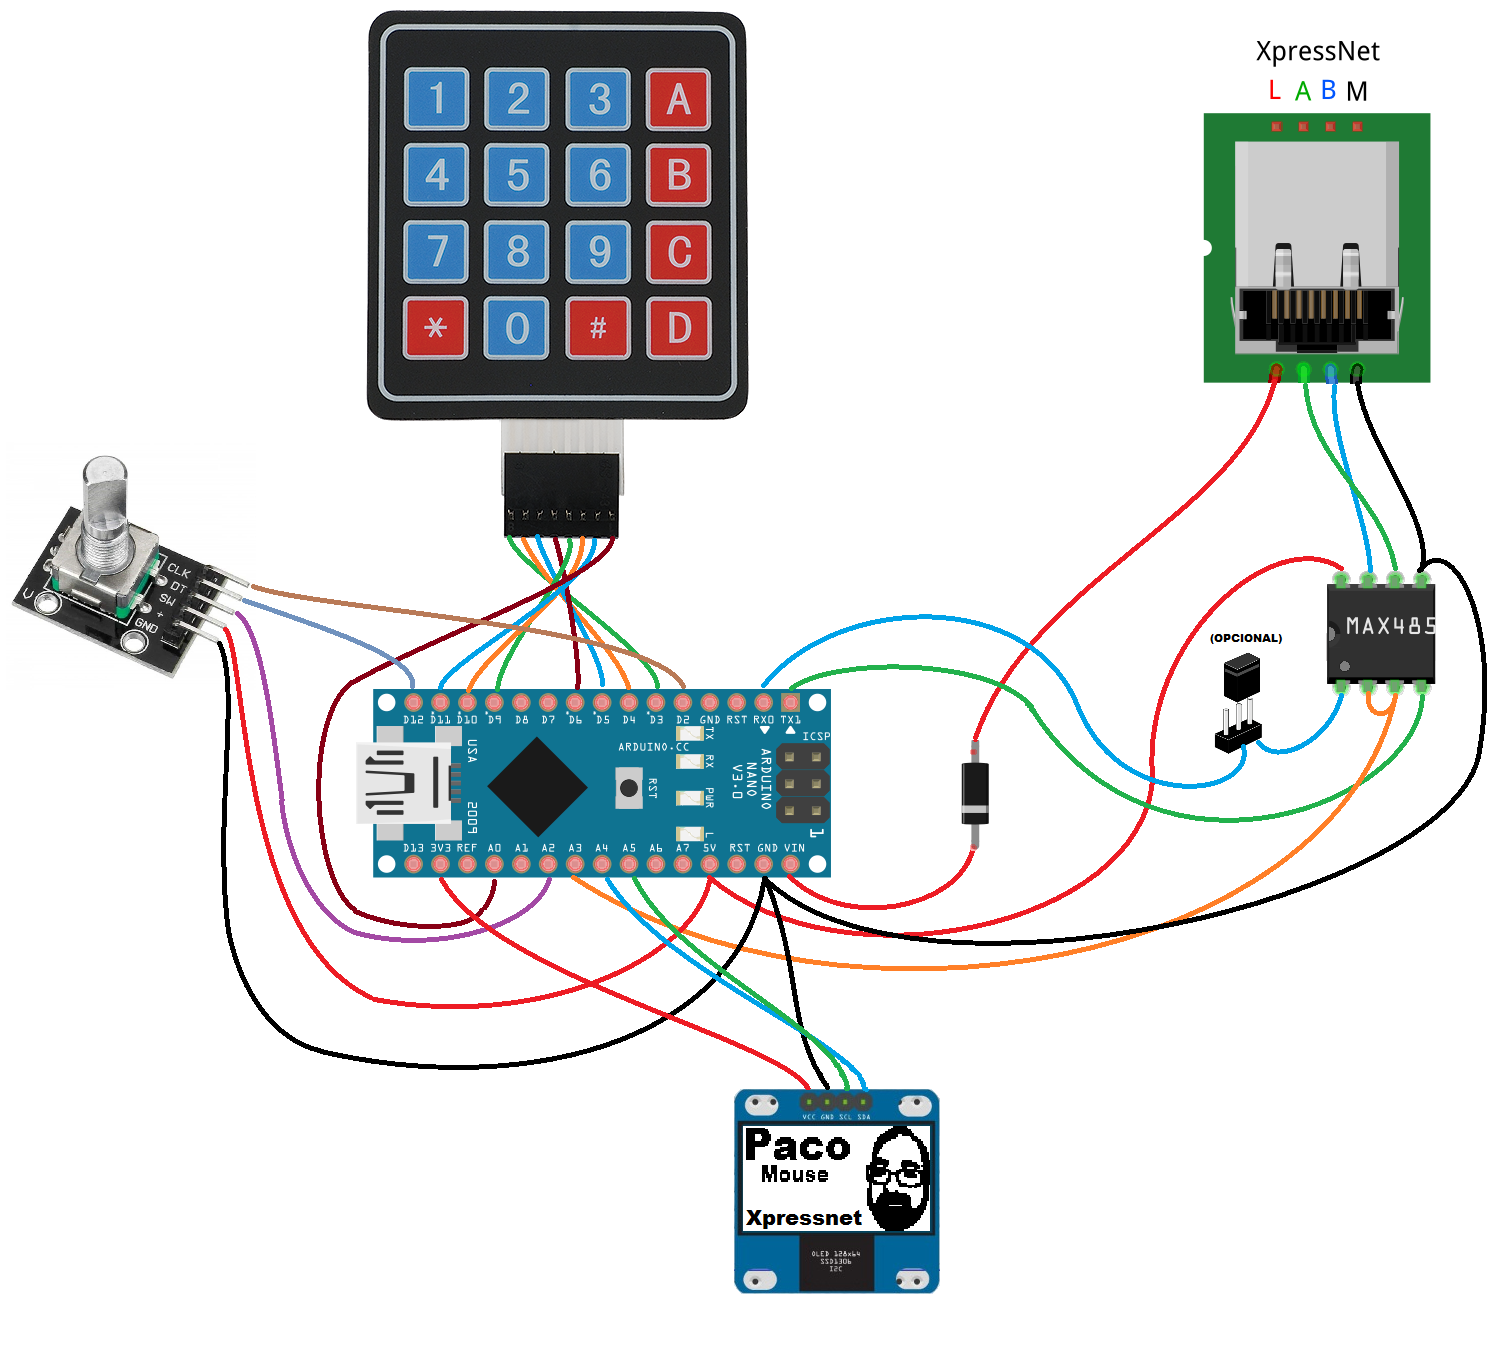 XpressNet
L A B M
1 2 3 A
4 5 6 B
7 8 9 C
* 0 # D
CLK
DT
SW
+
GND
(OPCIONAL)
MAX485
D12 D11 D10 D9 D8 D7 D6 D5 D4 D3 D2 GND RST RX0 TX1
USA
2009
ARDUINO.CC
RST
TX
RX
PWR
L
ICSP
ARDUINO
NANO
V3.0
1
D13 3V3 REF A0 A1 A2 A3 A4 A5 A6 A7 5V RST GND VIN
VCC GND SCL SDA
Paco
Mouse
Xpressnet
OLED 128x64
SSD1306
I2C